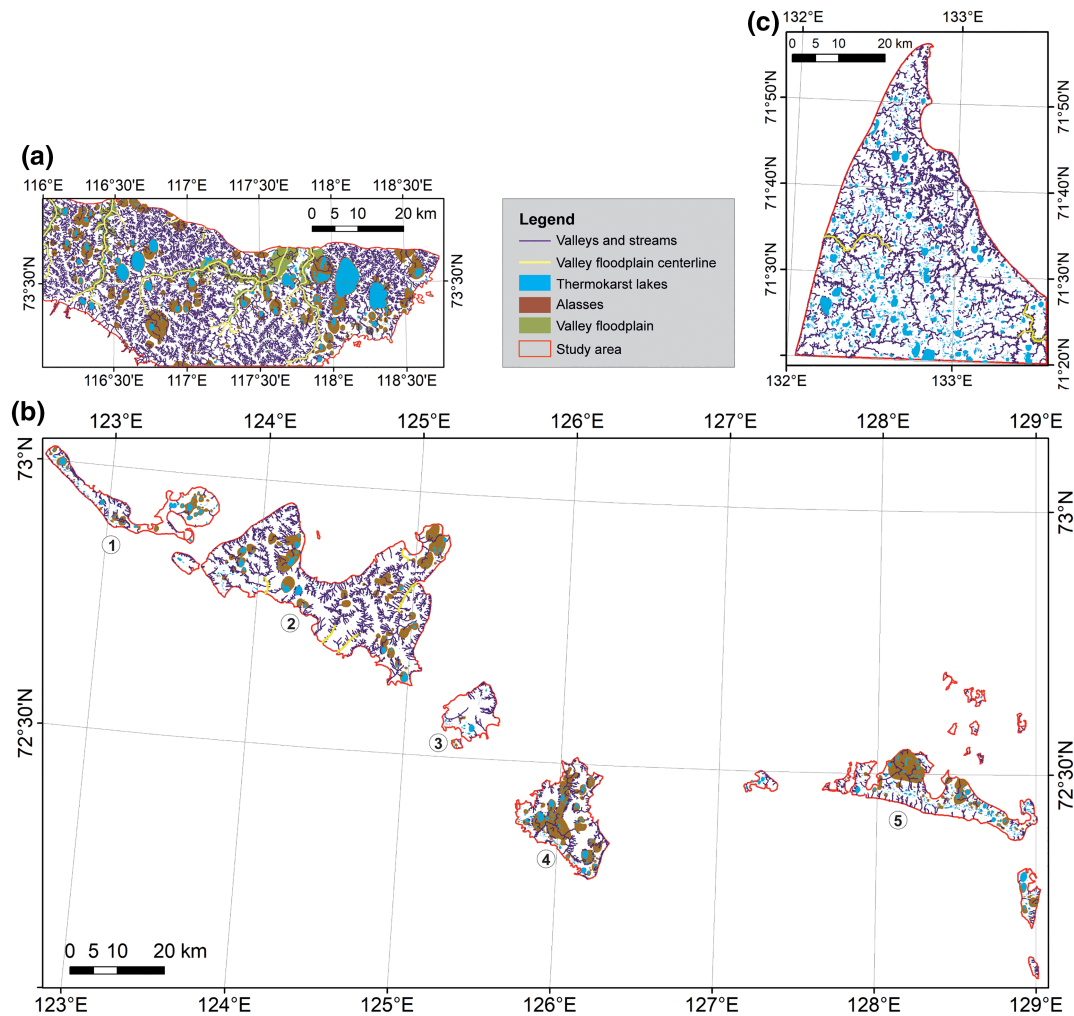 (c)
132°E 133°E
0 5 10 20 km
71°50'N
71°40'N
71°30'N
71°50'N
71°40'N
71°30'N
71°20'N
132°E 133°E
(a)
116°E 116°30'E 117°E 117°30'E 118°E 118°30'E
0 5 10 20 km
73°30'N
73°30'N
116°30'E 117°E 117°30'E 118°E 118°30'E
Legend
Valleys and streams
Valley floodplain centerline
Thermokarst lakes
Alasses
Valley floodplain
Study area
(b)
123°E 124°E 125°E 126°E 127°E 128°E 129°E
73°N
73°N
1
2
3
4
5
72°30'N
72°30'N
0 5 10 20 km
123°E 124°E 125°E 126°E 127°E 128°E 129°E